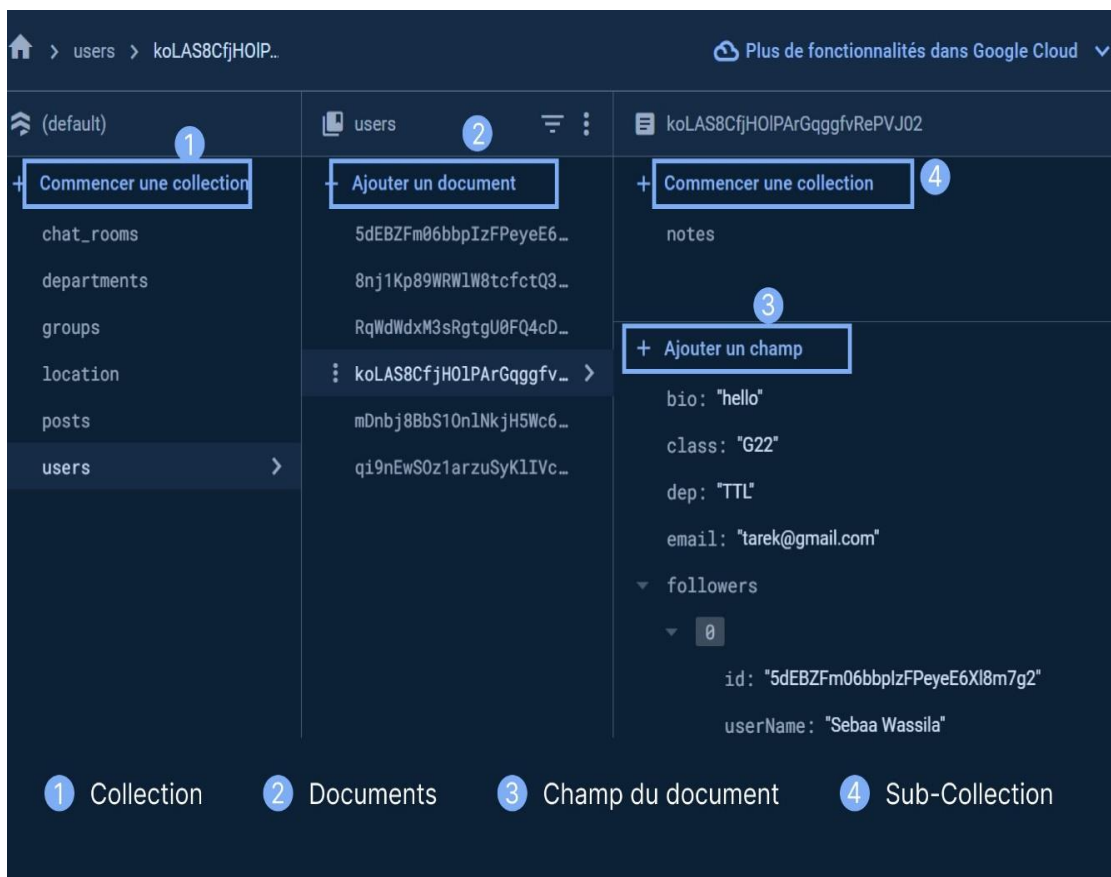 users > koLAS8CfjHOlP...
Plus de fonctionnalités dans Google Cloud
(default)
1
+ Commencer une collection
chat_rooms
departments
groups
location
posts
users
users
2
+ Ajouter un document
5dEBZFm06bbpIzFPeyeE6…
8nj1Kp89WRWlW8tcfctQ3…
RqWdWdxM3sRgtgU0FQ4cD…
koLAS8CfjHOlPArGqggfv…
mDnbj8BbS1OnlNkjH5Wc6…
qi9nEwSOz1arzuSyKlIVc…
koLAS8CfjHOlPArGqggfvRePVJ02
+ Commencer une collection
4
notes
3
+ Ajouter un champ
bio: "hello"
class: "G22"
dep: "TTL"
email: "tarek@gmail.com"
followers
0
id: "5dEBZFm06bbpIzFPeyeE6Xl8m7g2"
userName: "Sebaa Wassila"
1 Collection
2 Documents
3 Champ du document
4 Sub-Collection